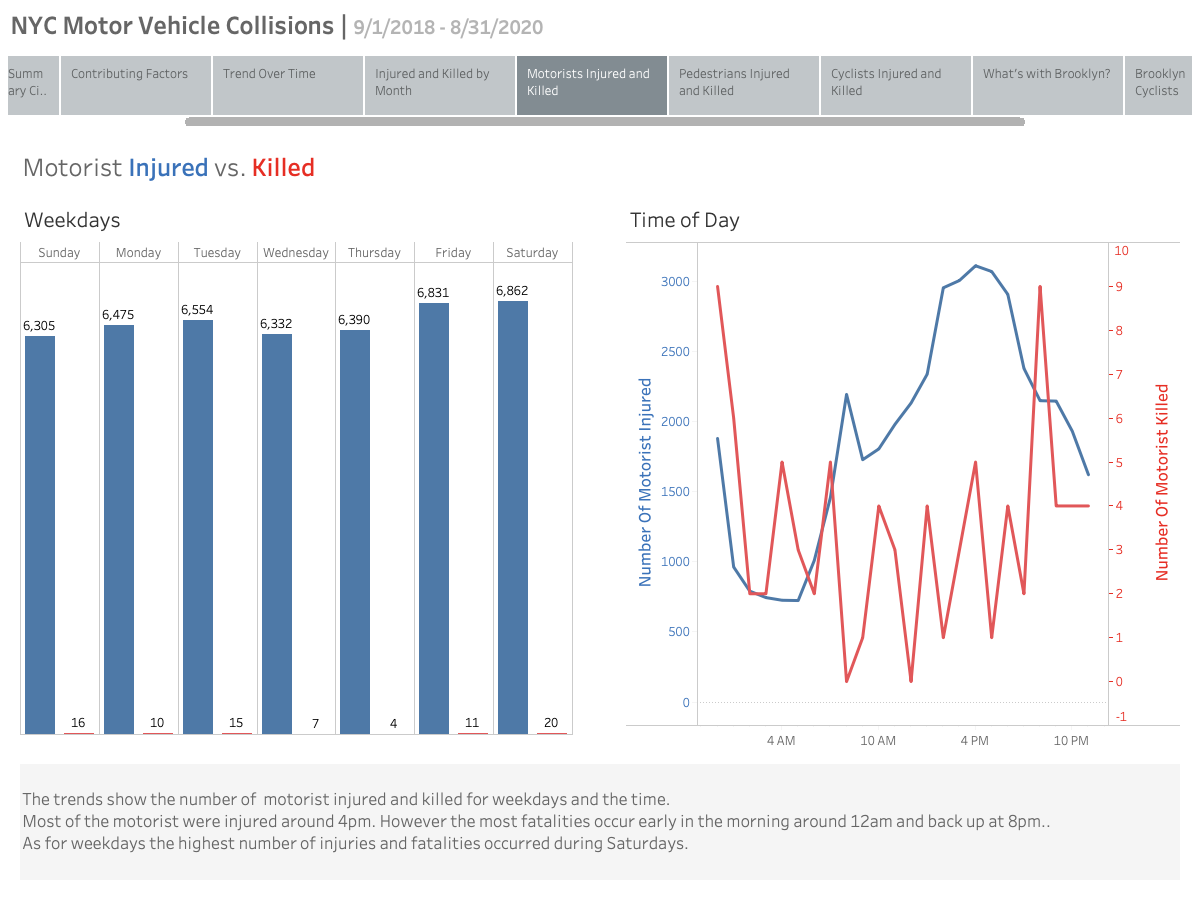 NYC Motor Vehicle Collisions | 9/1/2018 - 8/31/2020
Summ
ary Ci..
Contributing Factors
Trend Over Time
Injured and Killed by
Month
Motorists Injured and
Killed
Pedestrians Injured
and Killed
Cyclists Injured and
Killed
What's with Brooklyn?
Brooklyn
Cyclists
Motorist Injured vs. Killed
Weekdays
Sunday
Monday
Tuesday
Wednesday
Thursday
Friday
Saturday
6,305
16
6,475
10
6,554
15
6,332
7
6,390
4
6,831
11
6,862
20
Time of Day
Number Of Motorist Injured
3000
2500
2000
1500
1000
500
0
4 AM
10 AM
4 PM
10 PM
10
9
8
7
6
5
4
3
2
1
0
-1
Number Of Motorist Killed
The trends show the number of  motorist injured and killed for weekdays and the time.
Most of the motorist were injured around 4pm. However the most fatalities occur early in the morning around 12am and back up at 8pm..
As for weekdays the highest number of injuries and fatalities occurred during Saturdays.